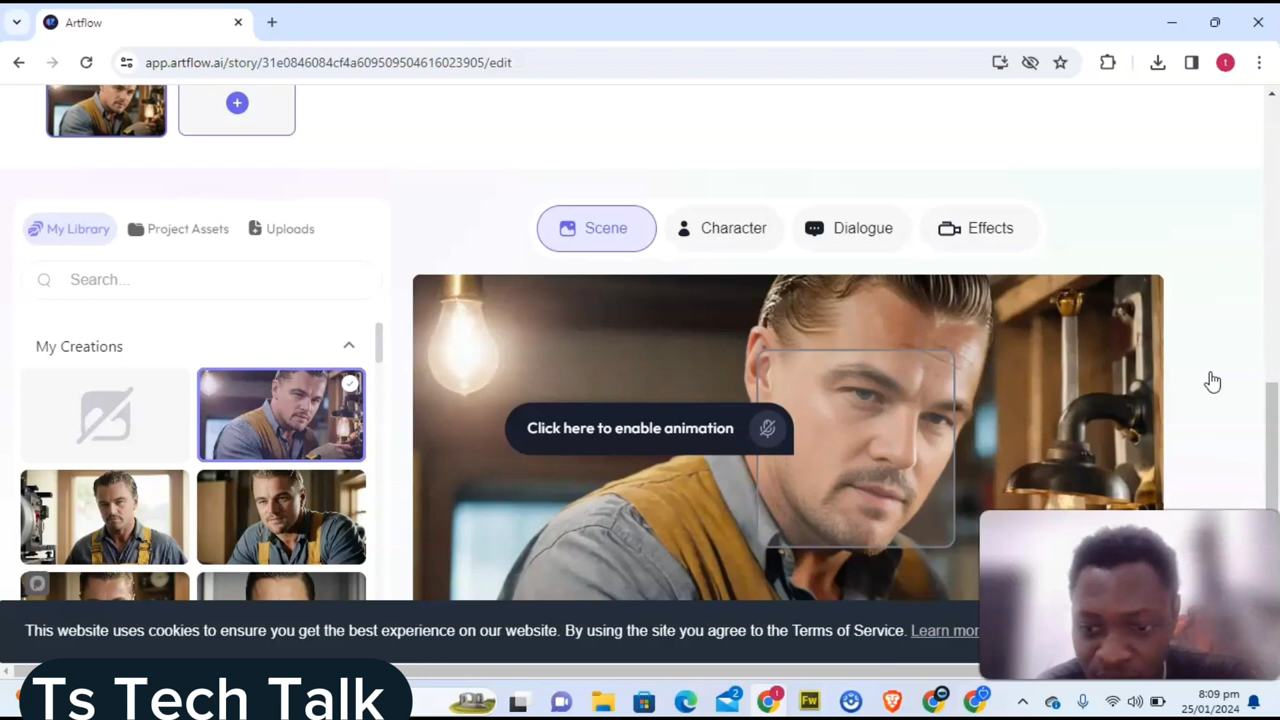 Artflow
app.artflow.ai/story/31e0846084cf4a609509504616023905/edit
t
My Library
Project Assets
Uploads
Scene
Character
Dialogue
Effects
Search...
My Creations
Click here to enable animation
This website uses cookies to ensure you get the best experience on our website. By using the site you agree to the Terms of Service. Learn mor
Ts Tech Talk
2
1
Fw
8:09 pm
25/01/2024